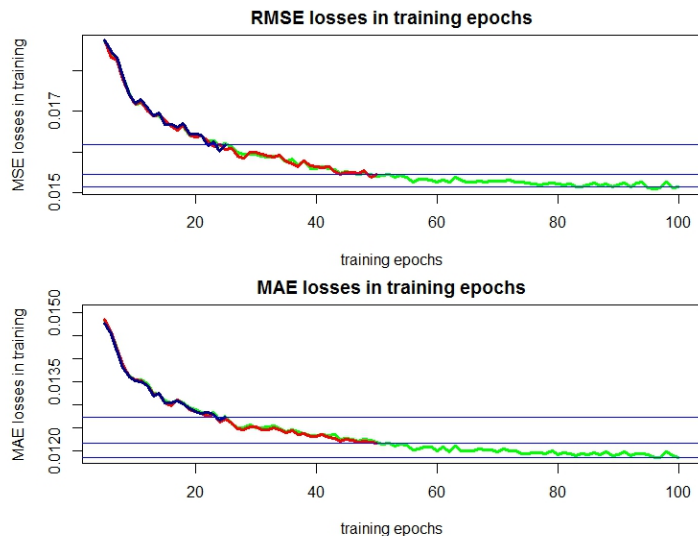 RMSE losses in training epochs
MSE losses in training
0.017
0.015
20 40 60 80 100
training epochs
MAE losses in training epochs
MAE losses in training
0.0150
0.0135
0.0120
20 40 60 80 100
training epochs